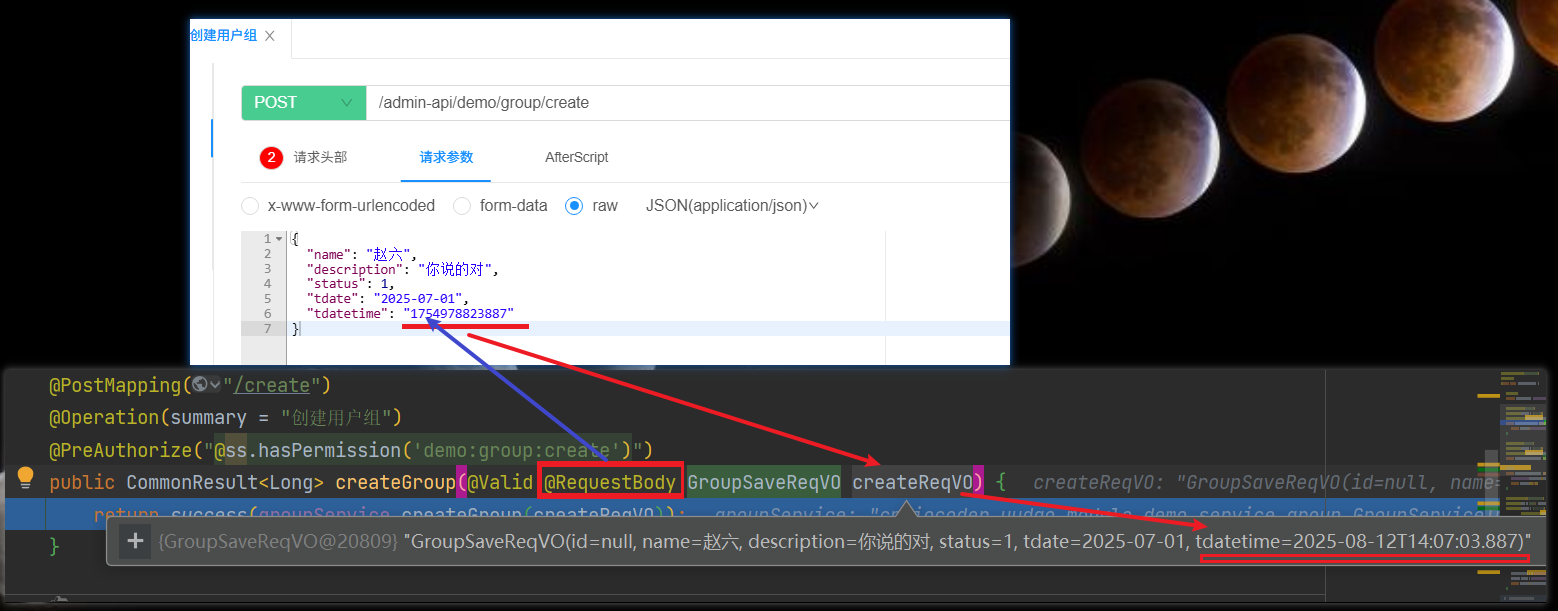 创建用户组
POST /admin-api/demo/group/create
2 请求头部 请求参数 AfterScript
x-www-form-urlencoded form-data raw JSON(application/json)
1 {
2 "name": "赵六",
3 "description": "你说的对",
4 "status": 1,
5 "tdate": "2025-07-01",
6 "tdatetime": "1754978823887"
7 }
@PostMapping("/create")
@Operation(summary = "创建用户组")
@PreAuthorize("@ss.hasPermission('demo:group:create')")
public CommonResult<Long> createGroup(@Valid @RequestBody GroupSaveReqVO createReqVO) { createReqVO: "GroupSaveReqVO(id=null, name=
return success(groupService.createGroup(createReqVO));
{GroupSaveReqVO@20809} "GroupSaveReqVO(id=null, name=赵六, description=你说的对, status=1, tdate=2025-07-01, tdatetime=2025-08-12T14:07:03.887)"
}